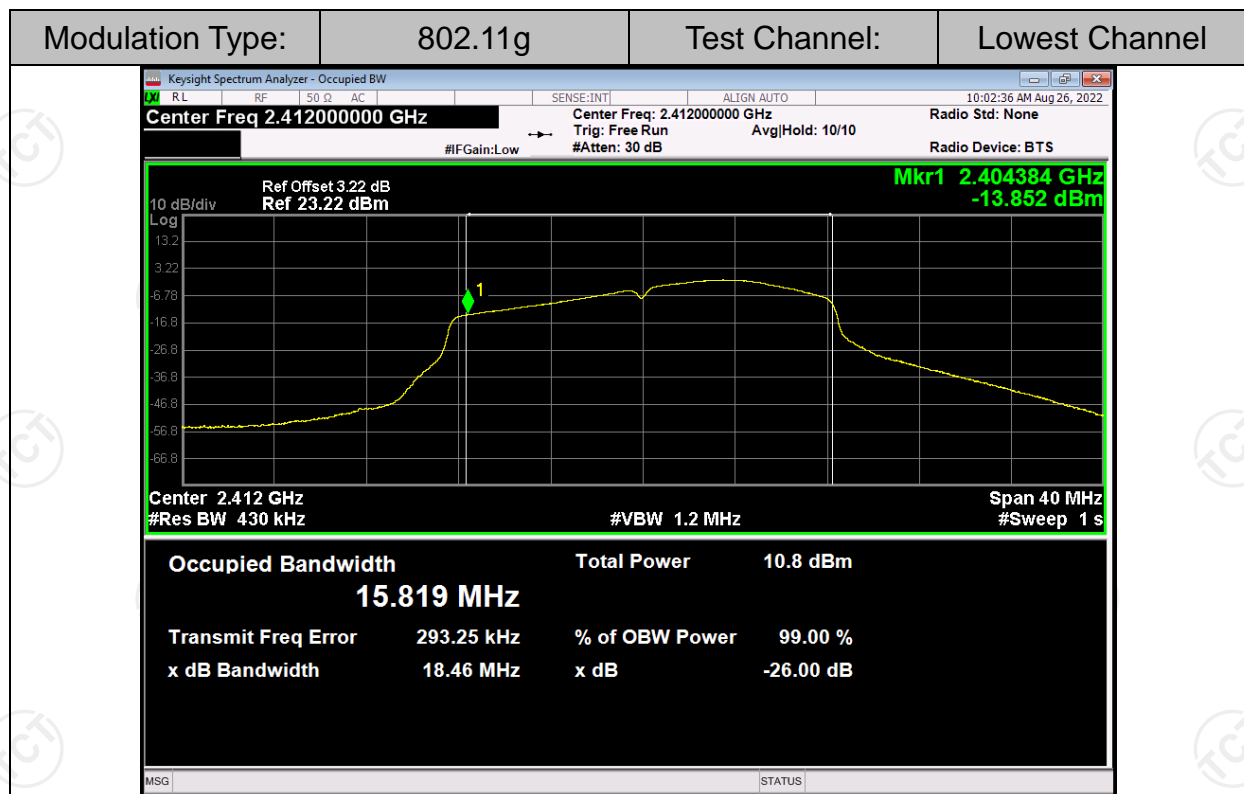 Modulation Type: 802.11g Test Channel: Lowest Channel
Keysight Spectrum Analyzer - Occupied BW
LXI RL RF 50 Ω AC SENSE:INT ALIGN AUTO 10:02:36 AM Aug 26, 2022
Center Freq 2.412000000 GHz Center Freq: 2.412000000 GHz Radio Std: None
Trig: Free Run Avg|Hold: 10/10
#IFGain:Low #Atten: 30 dB Radio Device: BTS
Mkr1 2.404384 GHz
-13.852 dBm
Ref Offset 3.22 dB
10 dB/div Ref 23.22 dBm
Log
13.2
3.22
1
-6.78
-16.8
-26.8
-36.8
-46.8
-56.8
-66.8
Center 2.412 GHz Span 40 MHz
#Res BW 430 kHz #VBW 1.2 MHz #Sweep 1 s
Occupied Bandwidth Total Power 10.8 dBm
15.819 MHz
Transmit Freq Error 293.25 kHz % of OBW Power 99.00 %
x dB Bandwidth 18.46 MHz x dB -26.00 dB
MSG STATUS
TCT
TCT
TCT
TCT
TCT
TCT